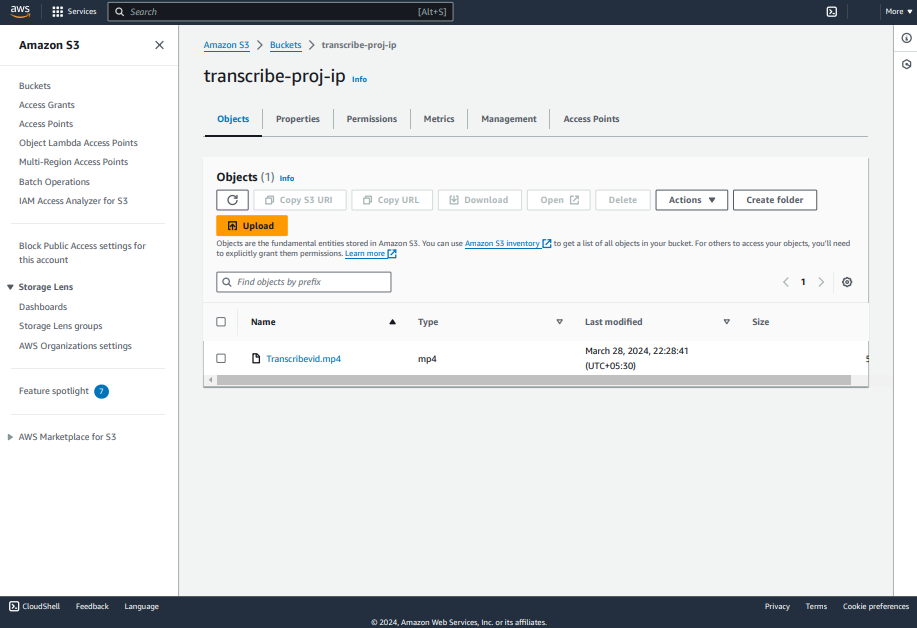 aws
Services
Search [Alt+S]
More
Amazon S3
Buckets
Access Grants
Access Points
Object Lambda Access Points
Multi-Region Access Points
Batch Operations
IAM Access Analyzer for S3
Block Public Access settings for
this account
Storage Lens
Dashboards
Storage Lens groups
AWS Organizations settings
Feature spotlight 7
AWS Marketplace for S3
Amazon S3 > Buckets > transcribe-proj-ip
transcribe-proj-ip Info
Objects Properties Permissions Metrics Management Access Points
Objects (1) Info
Copy S3 URI Copy URL Download Open Delete Actions Create folder
Upload
Objects are the fundamental entities stored in Amazon S3. You can use Amazon S3 inventory to get a list of all objects in your bucket. For others to access your objects, you'll need
to explicitly grant them permissions. Learn more
Find objects by prefix
1
Name Type Last modified Size
Transcribevid.mp4 mp4 March 28, 2024, 22:28:41
(UTC+05:30)
CloudShell Feedback Language Privacy Terms Cookie preferences
© 2024, Amazon Web Services, Inc. or its affiliates.